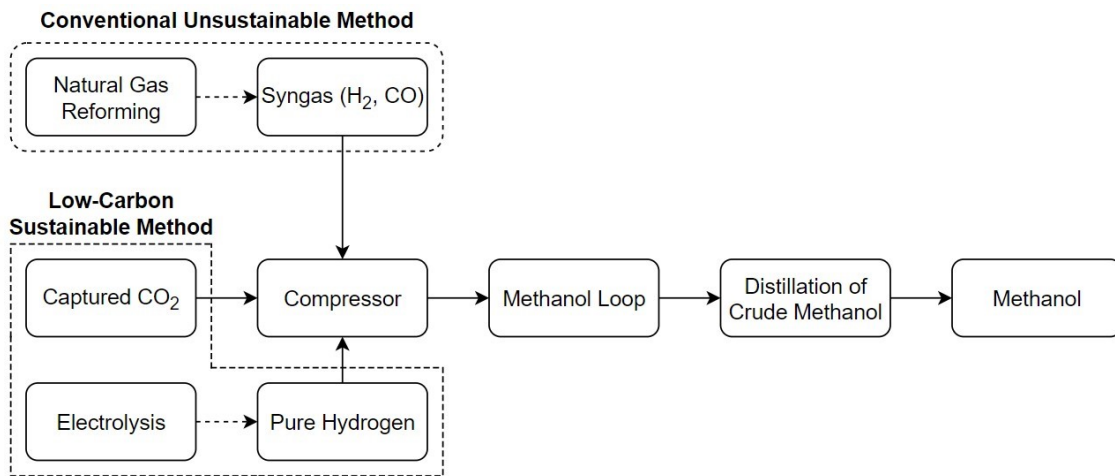 Conventional Unsustainable Method
Natural Gas
Reforming
Syngas (H₂, CO)
Low-Carbon
Sustainable Method
Captured CO₂
Compressor
Methanol Loop
Distillation of
Crude Methanol
Methanol
Electrolysis
Pure Hydrogen